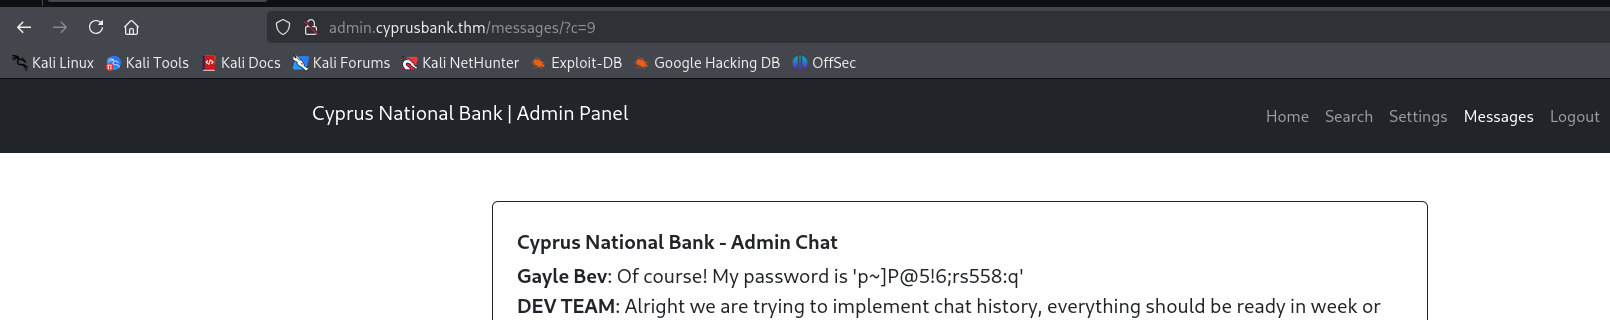 admin.cyprusbank.thm/messages/?c=9
Kali Linux Kali Tools Kali Docs Kali Forums Kali NetHunter Exploit-DB Google Hacking DB OffSec
Cyprus National Bank | Admin Panel Home Search Settings Messages Logout
Cyprus National Bank - Admin Chat
Gayle Bev: Of course! My password is 'p~]P@5!6;rs558:q'
DEV TEAM: Alright we are trying to implement chat history, everything should be ready in week or